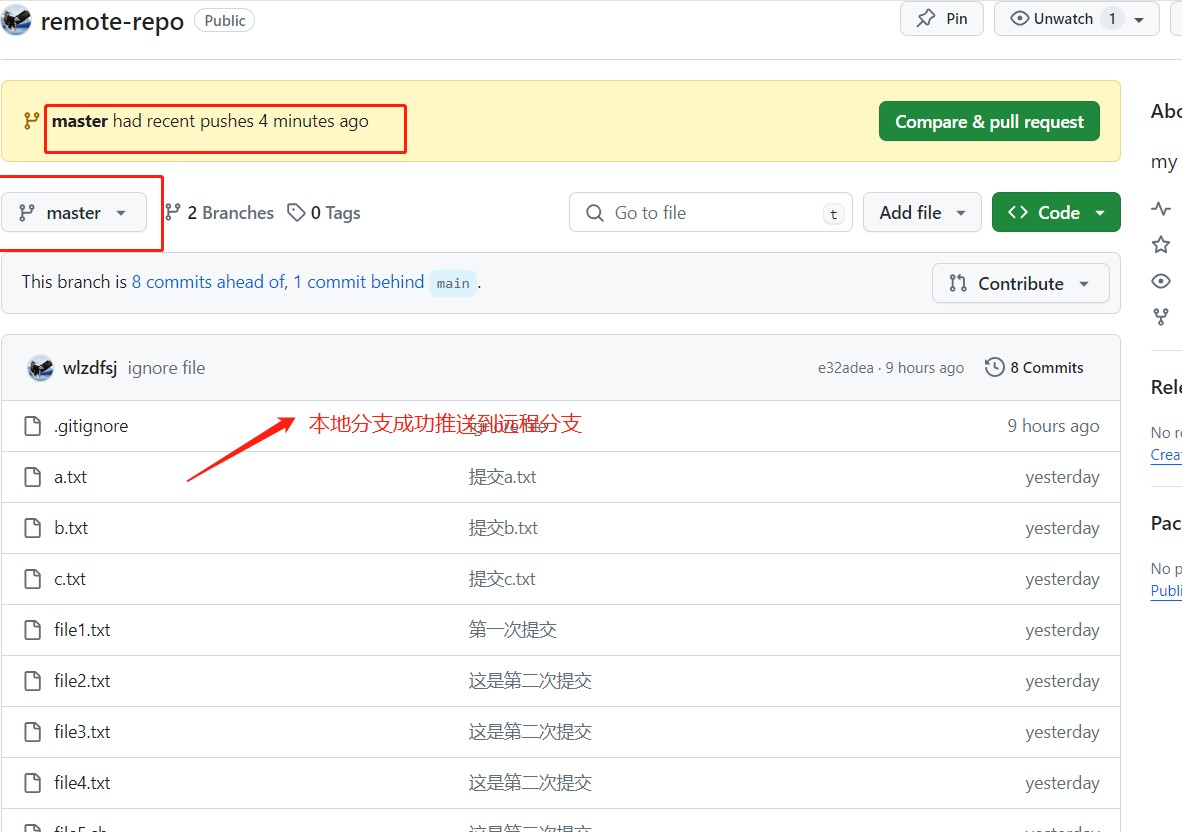 remote-repo Public Pin Unwatch 1
master had recent pushes 4 minutes ago Compare & pull request
master 2 Branches 0 Tags Go to file t Add file Code
This branch is 8 commits ahead of, 1 commit behind main .
Contribute
wlzdfsj ignore file e32adea · 9 hours ago 8 Commits
.gitignore ignore file 9 hours ago
本地分支成功推送到远程分支
a.txt 提交a.txt yesterday
b.txt 提交b.txt yesterday
c.txt 提交c.txt yesterday
file1.txt 第一次提交 yesterday
file2.txt 这是第二次提交 yesterday
file3.txt 这是第二次提交 yesterday
file4.txt 这是第二次提交 yesterday
Abo
my
Rel
No re
Crea
Pac
No p
Publi